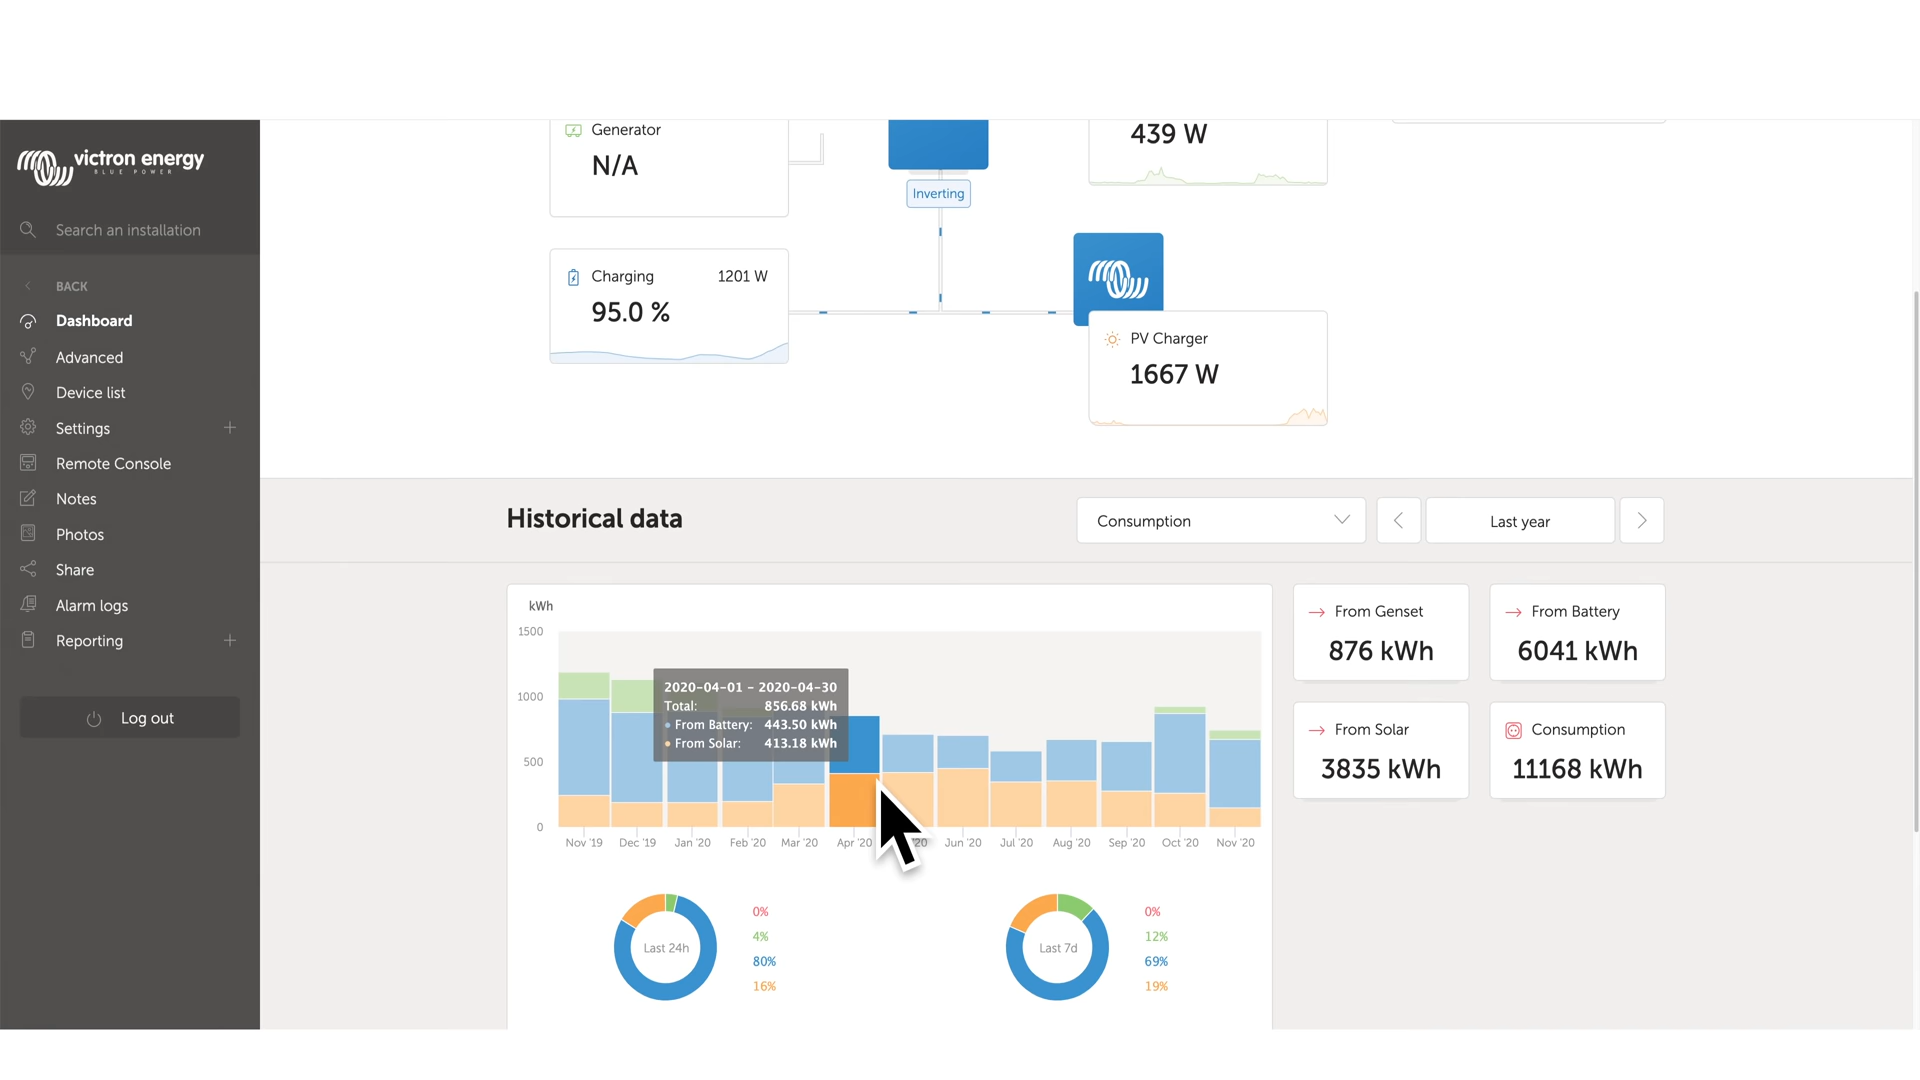 victron energy
BLUE POWER
Search an installation
BACK
Dashboard
Advanced
Device list
Settings
Remote Console
Notes
Photos
Share
Alarm logs
Reporting
Log out
Generator
N/A
Inverting
439 W
Charging 1201 W
95.0 %
PV Charger
1667 W
Historical data
Consumption
Last year
kWh
1500
1000
500
0
2020-04-01 - 2020-04-30
Total: 856.68 kWh
From Battery: 443.50 kWh
From Solar: 413.18 kWh
Nov '19 Dec '19 Jan '20 Feb '20 Mar '20 Apr '20 '20 Jun '20 Jul '20 Aug '20 Sep '20 Oct '20 Nov '20
Last 24h
0%
4%
80%
16%
Last 7d
0%
12%
69%
19%
From Genset
876 kWh
From Battery
6041 kWh
From Solar
3835 kWh
Consumption
11168 kWh